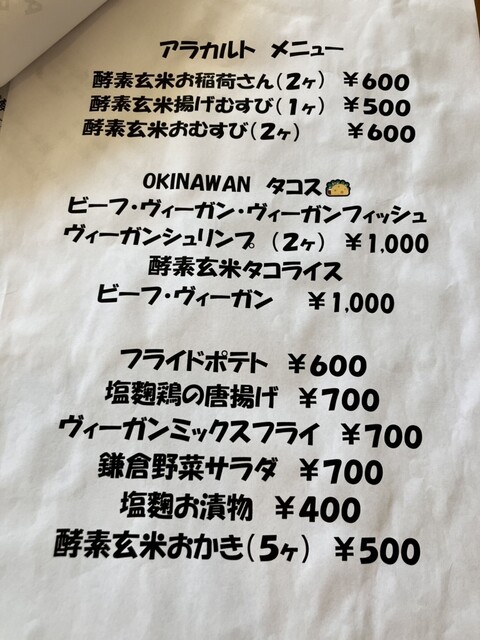 アラカルト メニュー
酵素玄米お稲荷さん(2ヶ) ¥600
酵素玄米揚げむすび(1ヶ) ¥500
酵素玄米おむすび(2ヶ) ¥600
OKINAWAN タコス
ビーフ・ヴィーガン・ヴィーガンフィッシュ
ヴィーガンシュリンプ (2ヶ) ¥1,000
酵素玄米タコライス
ビーフ・ヴィーガン ¥1,000
フライドポテト ¥600
塩麹鶏の唐揚げ ¥700
ヴィーガンミックスフライ ¥700
鎌倉野菜サラダ ¥700
塩麹お漬物 ¥400
酵素玄米おかき(5ヶ) ¥500